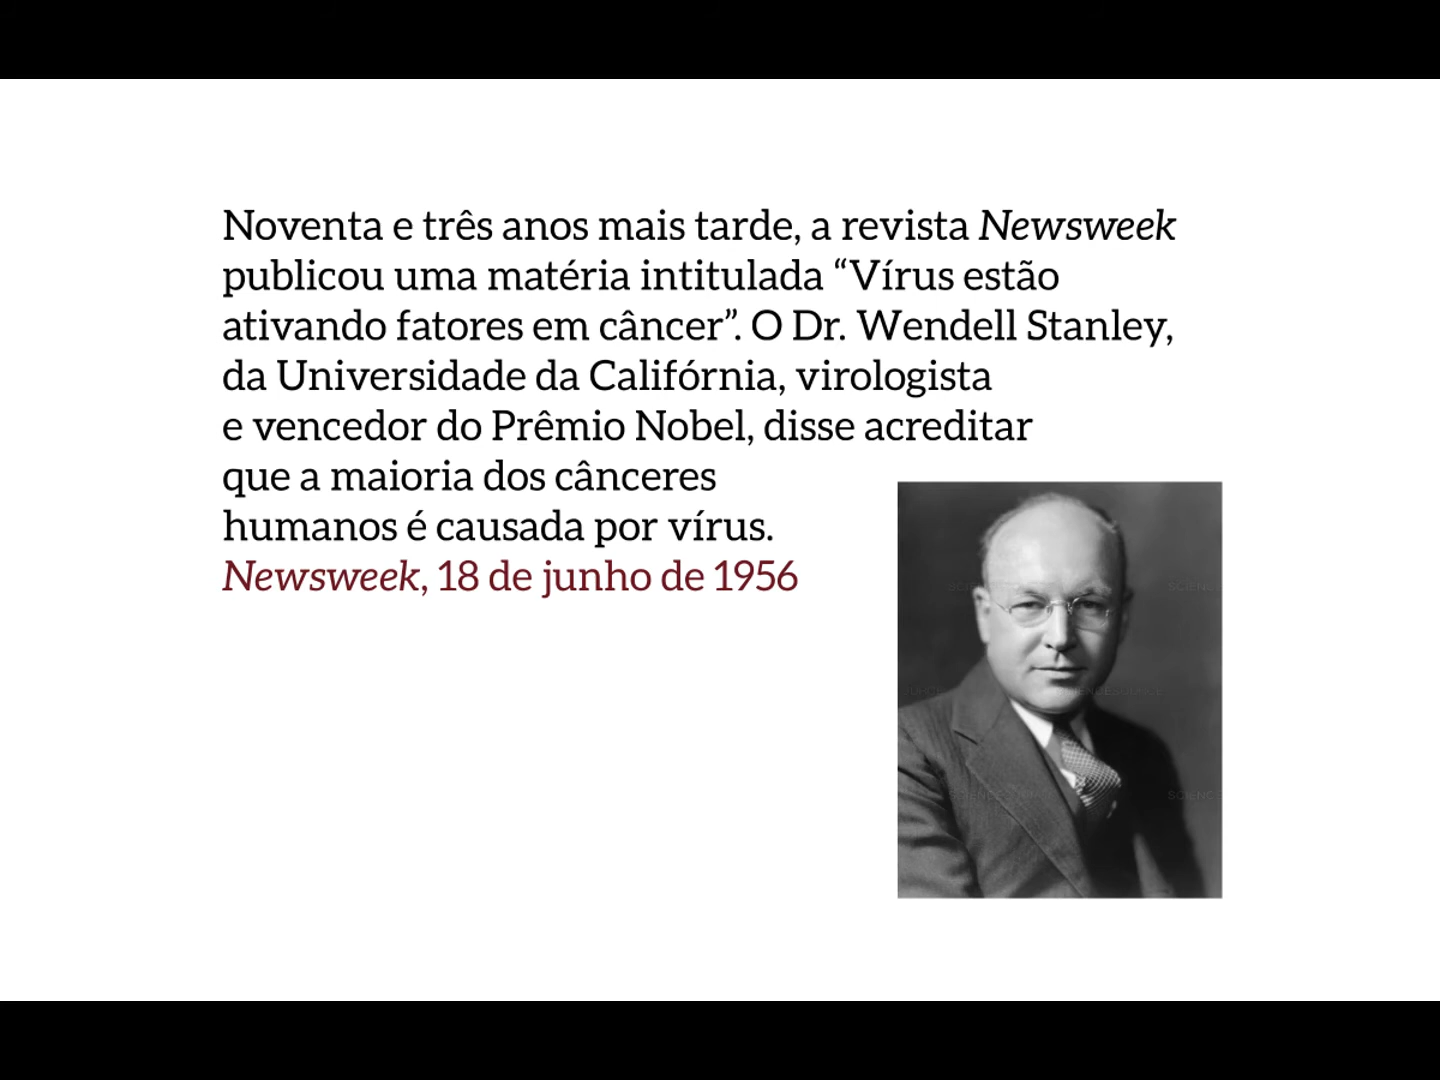 Noventa e três anos mais tarde, a revista Newsweek
publicou uma matéria intitulada “Vírus estão
ativando fatores em câncer”. O Dr. Wendell Stanley,
da Universidade da Califórnia, virologista
e vencedor do Prêmio Nobel, disse acreditar
que a maioria dos cânceres
humanos é causada por vírus.
Newsweek, 18 de junho de 1956